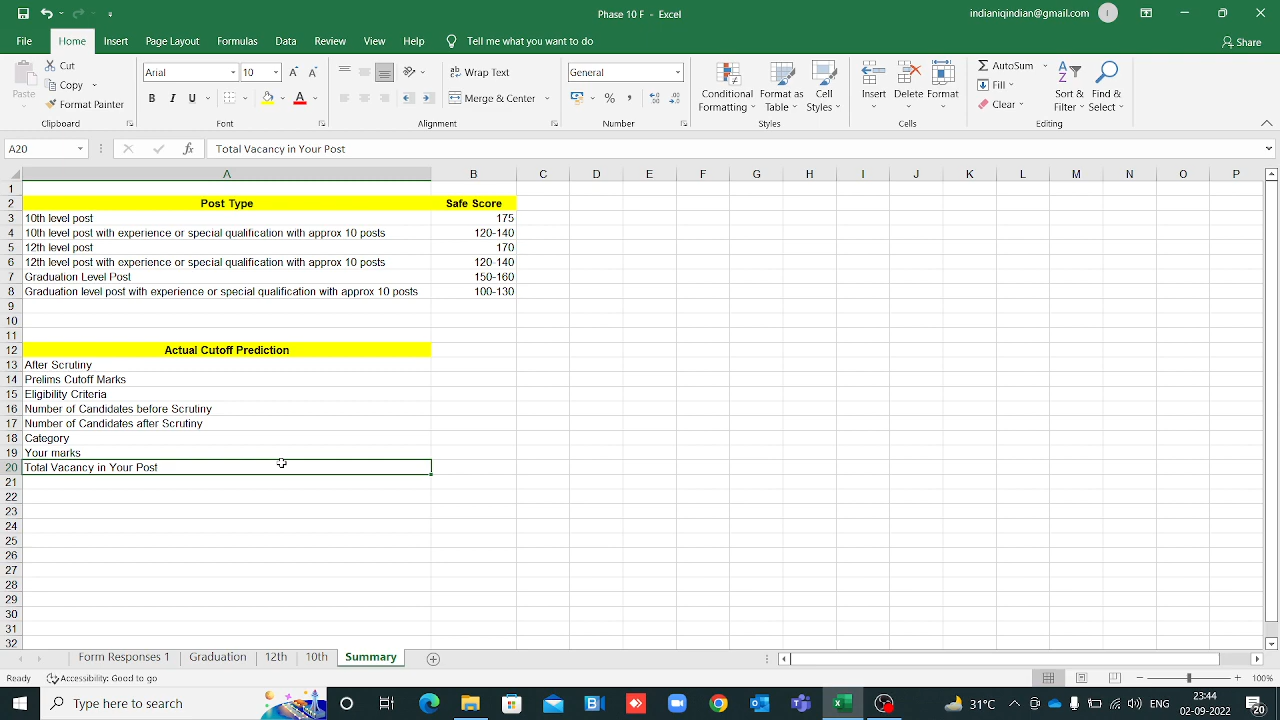 Phase 10 F - Excel
indianiqindian@gmail.com
I
File Home Insert Page Layout Formulas Data Review View Help Tell me what you want to do Share
Paste
Cut
Copy
Format Painter
Clipboard
Arial 10
B I U
Font
Wrap Text
Merge & Center
Alignment
General
Number
Conditional Formatting
Format as Table
Cell Styles
Styles
Insert
Delete
Format
Cells
AutoSum
Fill
Clear
Sort & Filter
Find & Select
Editing
A20 fx Total Vacancy in Your Post
A B C D E F G H I J K L M N O P
1
2 Post Type Safe Score
3 10th level post 175
4 10th level post with experience or special qualification with approx 10 posts 120-140
5 12th level post 170
6 12th level post with experience or special qualification with approx 10 posts 120-140
7 Graduation Level Post 150-160
8 Graduation level post with experience or special qualification with approx 10 posts 100-130
9
10
11
12 Actual Cutoff Prediction
13 After Scrutiny
14 Prelims Cutoff Marks
15 Eligibility Criteria
16 Number of Candidates before Scrutiny
17 Number of Candidates after Scrutiny
18 Category
19 Your marks
20 Total Vacancy in Your Post
21
22
23
24
25
26
27
28
29
30
31
32
Form Responses 1 Graduation 12th 10th Summary
Ready Accessibility: Good to go 100%
Type here to search
31°C
ENG
23:44
02-09-2022
20